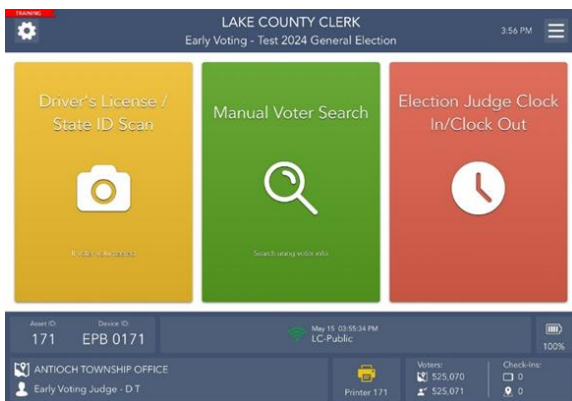 TRAINING
LAKE COUNTY CLERK
Early Voting - Test 2024 General Election
3:56 PM
Driver's License /
State ID Scan
Manual Voter Search
Search using voter info
Election Judge Clock
In/Clock Out
Asset ID:
171
Device ID:
EPB 0171
May 15 03:55:34 PM
LC-Public
100%
ANTIOCH TOWNSHIP OFFICE
Early Voting Judge - D T
Printer 171
Voters:
525,070
525,071
Check-Ins:
0
0